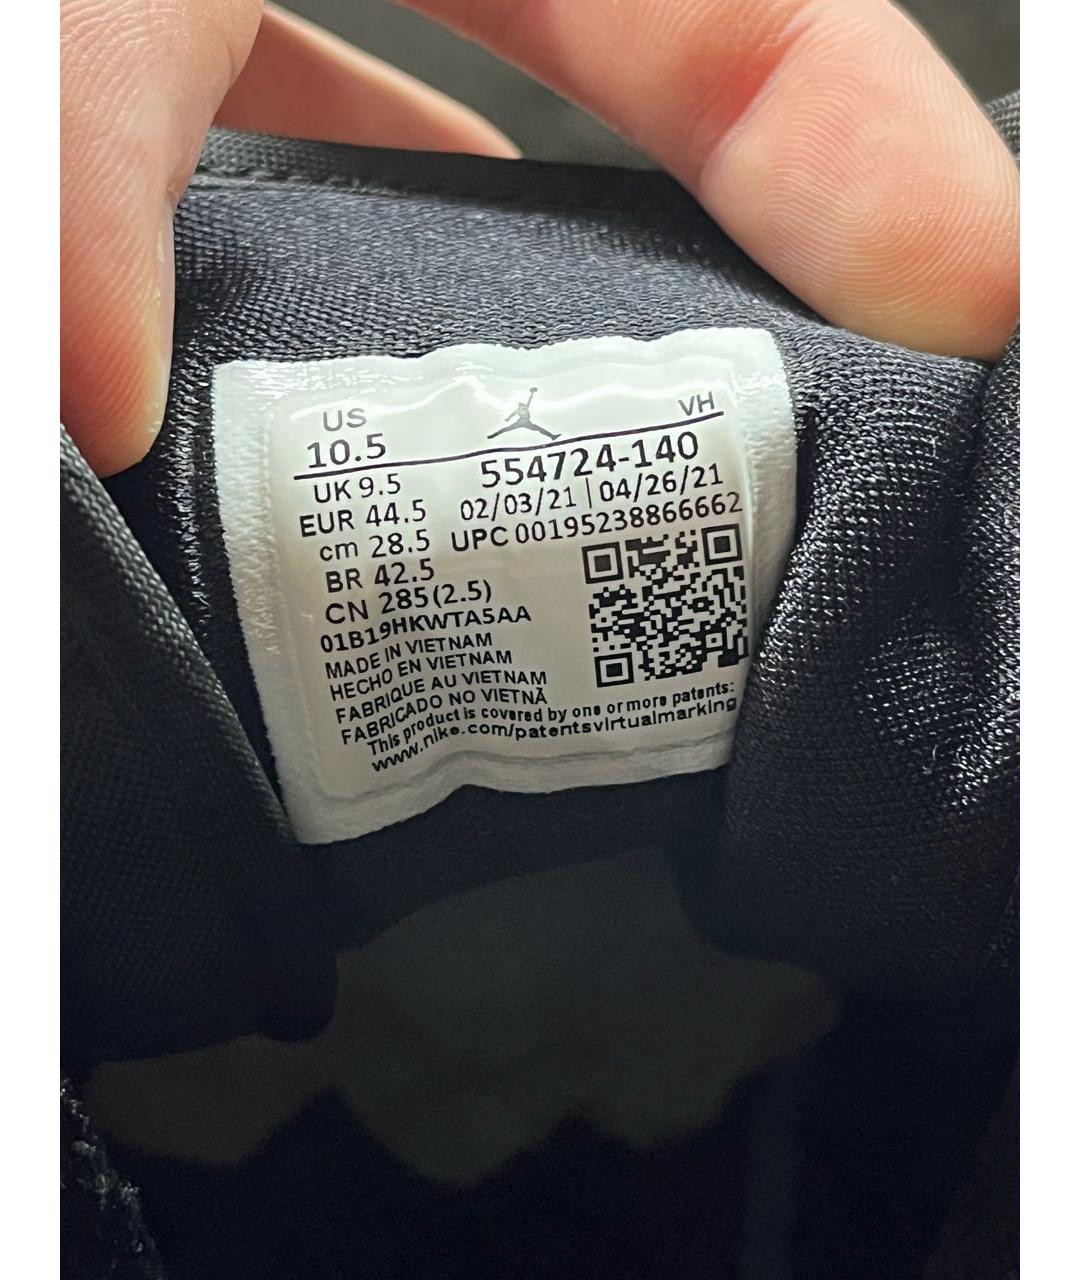 US
10.5
VH
UK 9.5
554724-140
EUR 44.5
02/03/21 | 04/26/21
cm 28.5
UPC 00195238866662
BR 42.5
CN 285(2.5)
01B19HKWTA5AA
MADE IN VIETNAM
HECHO EN VIETNAM
FABRIQUE AU VIETNAM
FABRICADO NO VIETNÃ
This product is covered by one or more patents:
www.nike.com/patentsvirtualmarking